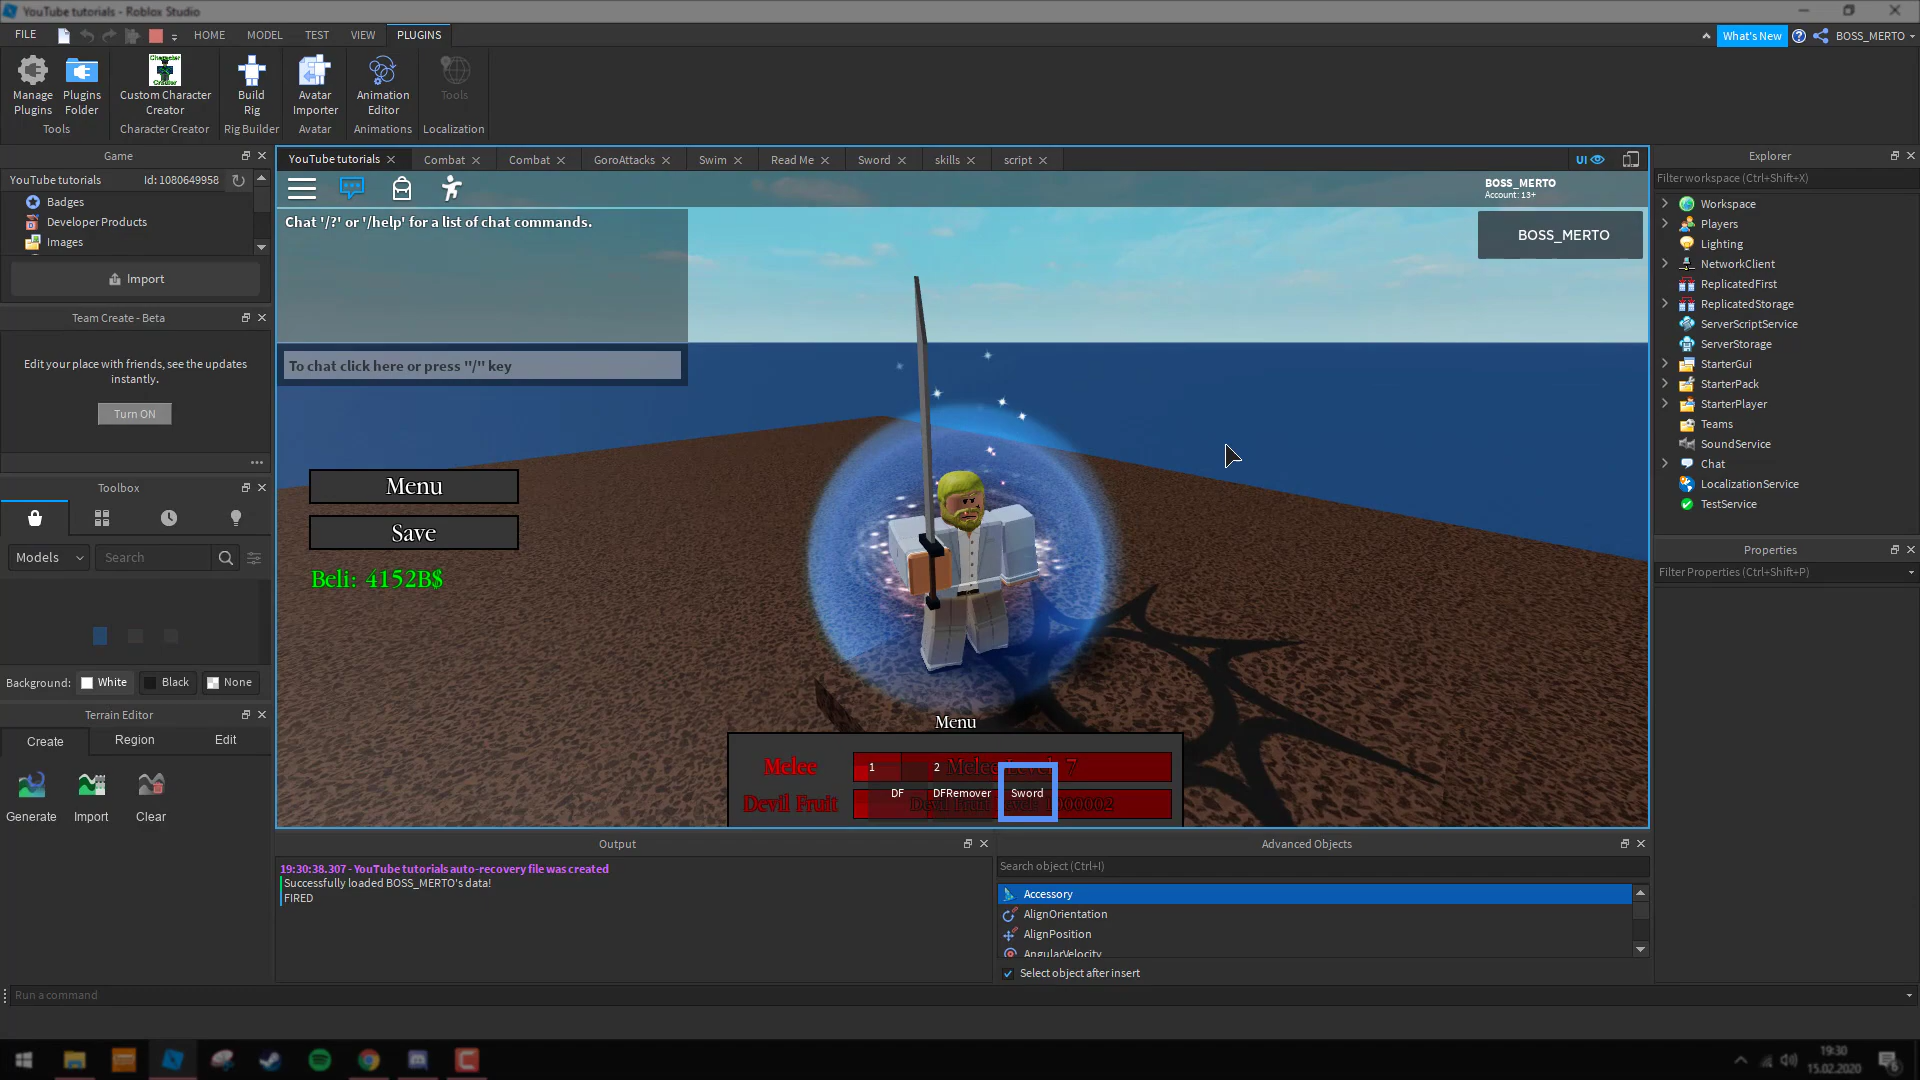 YouTube tutorials - Roblox Studio
FILE HOME MODEL TEST VIEW PLUGINS What's New BOSS_MERTO
Manage Plugins
Plugins Folder
Custom Character Creator
Build Rig
Avatar Importer
Animation Editor
Tools
Tools Character Creator Rig Builder Avatar Animations Localization
Game
YouTube tutorials Id: 1080649958
Badges
Developer Products
Images
Import
Team Create - Beta
Edit your place with friends, see the updates
instantly.
Turn ON
Toolbox
Models Search
Background: White Black None
Terrain Editor
Create Region Edit
Generate Import Clear
YouTube tutorials Combat Combat GoroAttacks Swim Read Me Sword skills script UI
BOSS_MERTO
Account: 13+
BOSS_MERTO
Chat '/?' or '/help' for a list of chat commands.
To chat click here or press "/" key
Menu
Save
Beli: 4152B$
Menu
Melee 1 2 Melee Level: 7
DF DFRemover Sword
Devil Fruit Devil Fruit Level: 1000002
Output
19:30:38.307 - YouTube tutorials auto-recovery file was created
Successfully loaded BOSS_MERTO's data!
FIRED
Advanced Objects
Search object (Ctrl+I)
Accessory
AlignOrientation
AlignPosition
AngularVelocity
Select object after insert
Explorer
Filter workspace (Ctrl+Shift+X)
Workspace
Players
Lighting
NetworkClient
ReplicatedFirst
ReplicatedStorage
ServerScriptService
ServerStorage
StarterGui
StarterPack
StarterPlayer
Teams
SoundService
Chat
LocalizationService
TestService
Properties
Filter Properties (Ctrl+Shift+P)
Run a command
19:30
15.02.2020